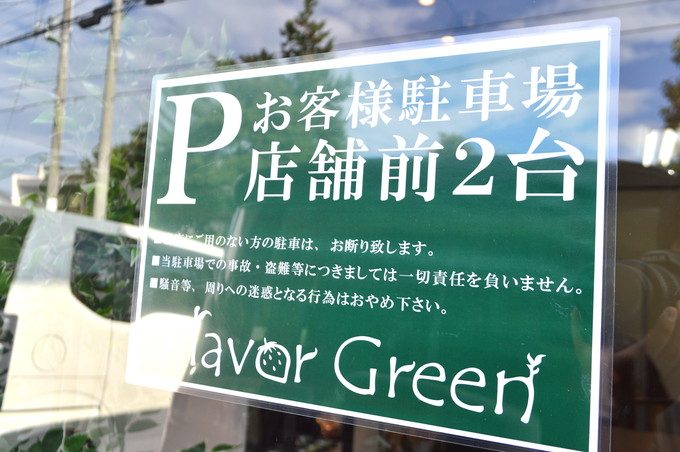 P お客様駐車場
店舗前2台
ご用のない方の駐車は、お断り致します。
■当駐車場での事故・盗難等につきましては一切責任を負いません。
■騒音等、周りへの迷惑となる行為はおやめ下さい。
flavor Green